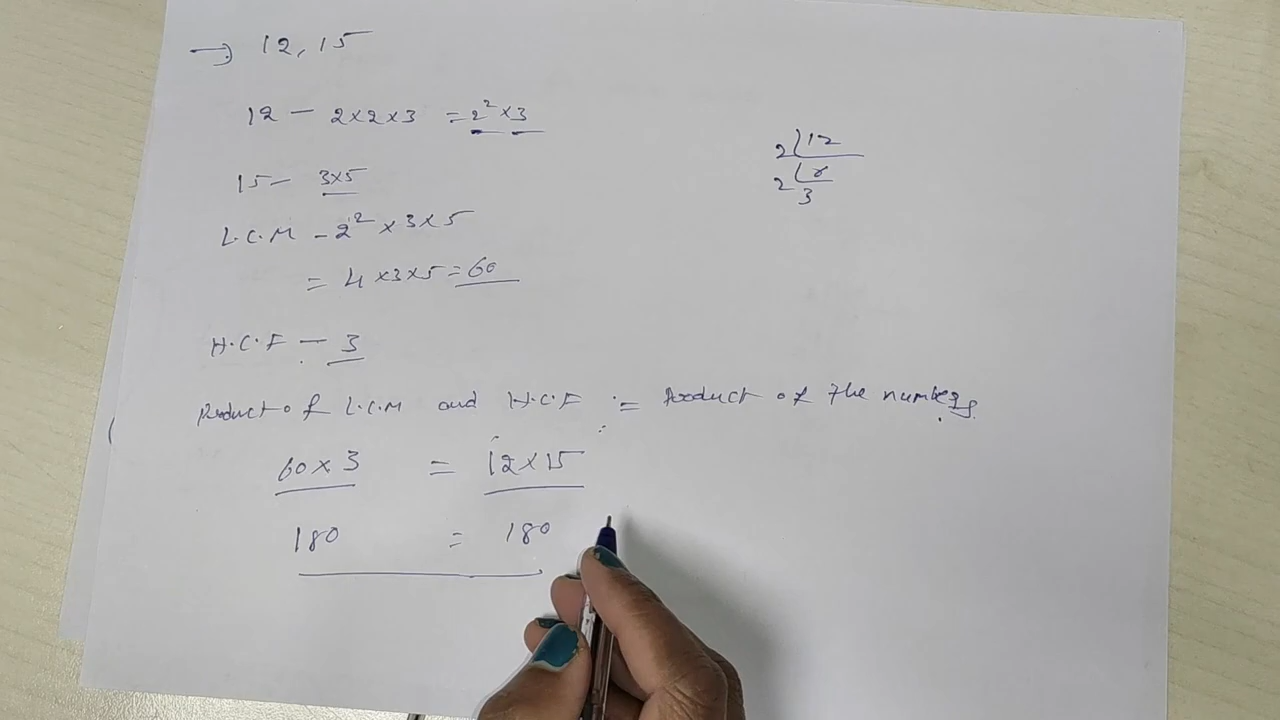 → 12, 15
12 – 2×2×3 = 2²×3
15 – 3×5
L.C.M – 2² × 3×5
= 4×3×5 = 60
H.C.F – 3
Product of L.C.M and H.C.F := Product of the numbers
60×3 = 12×15
180 = 180
2 12
2
3